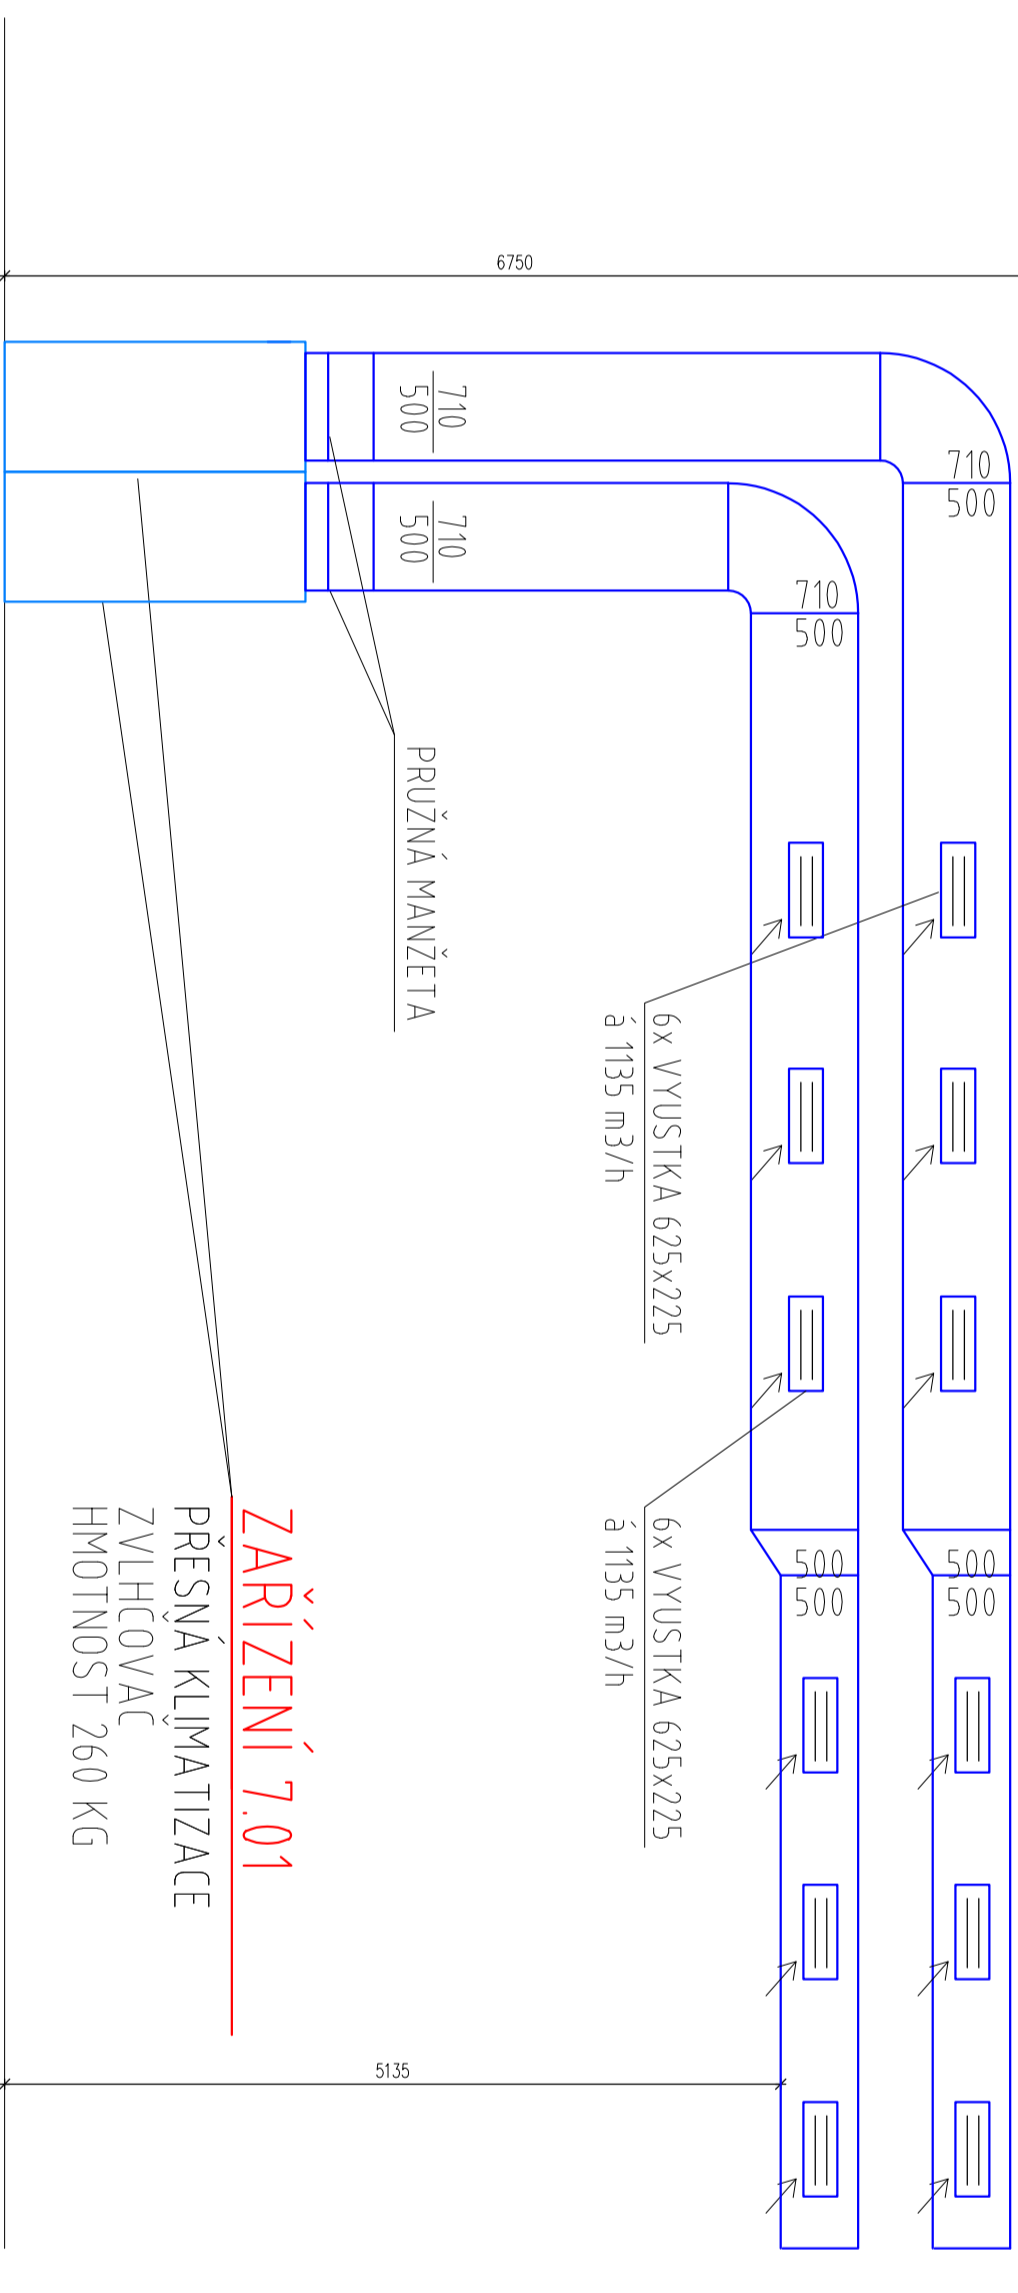 6750
710
500
710
500
710
500
710
500
PRUŽNÁ MANŽETA
6x VYUSTKA 625x225
á 1135 m3/h
6x VYUSTKA 625x225
á 1135 m3/h
500
500
500
500
ZAŘÍZENÍ 7.01
PŘESNÁ KLIMATIZACE
ZVLHČOVAČ
HMOTNOST 260 KG
5135